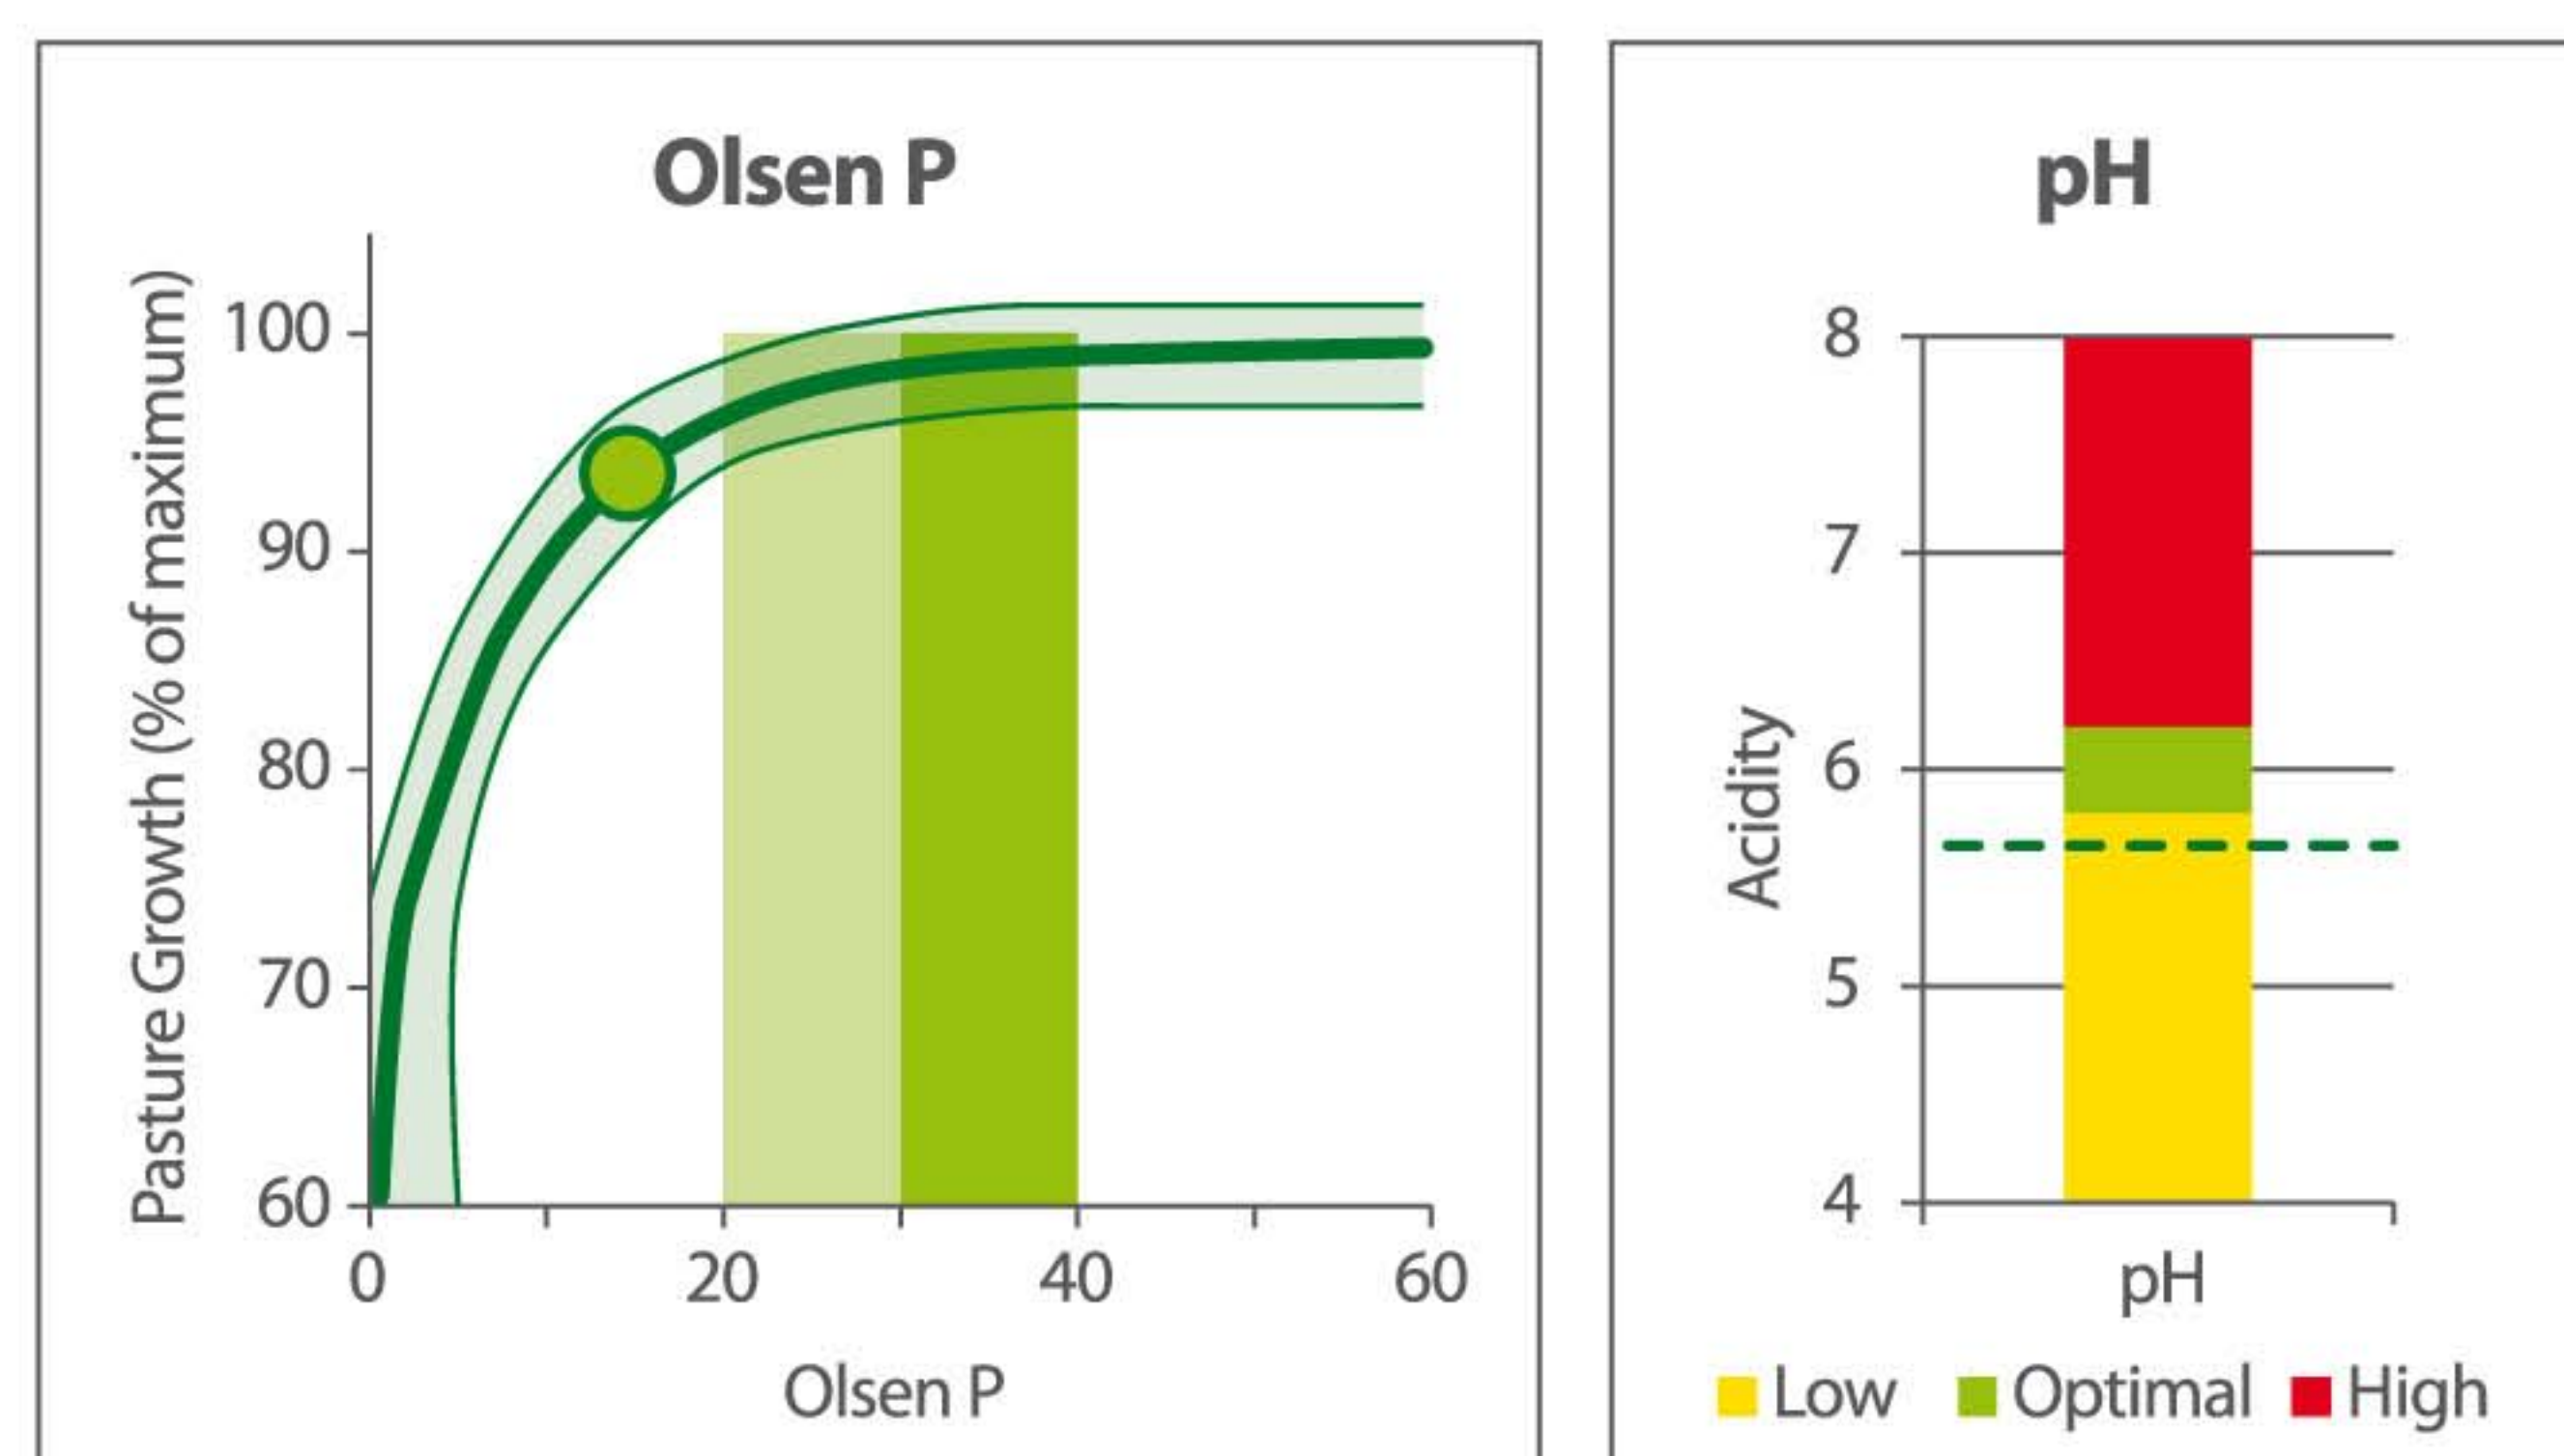 Olsen P
Pasture Growth (% of maximum)
100
90
80
70
60
0 20 40 60
Olsen P
pH
Acidity
8
7
6
5
4
pH
Low Optimal High